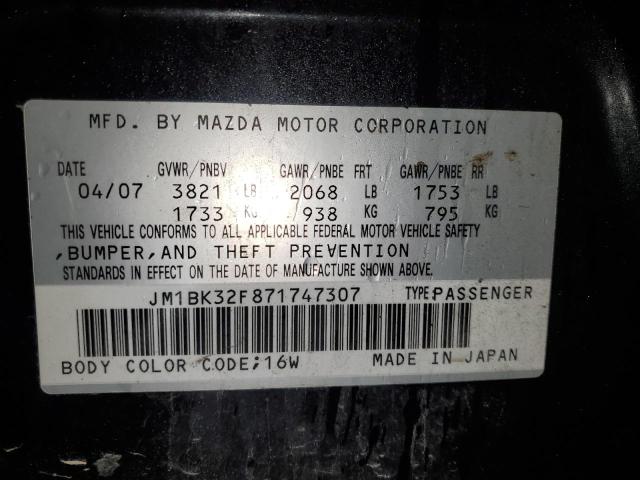 MFD. BY MAZDA MOTOR CORPORATION
DATE GVWR/PNBV GAWR/PNBE FRT GAWR/PNBE RR
04/07 3821 LB 2068 LB 1753 LB
1733 KG 938 KG 795 KG
THIS VEHICLE CONFORMS TO ALL APPLICABLE FEDERAL MOTOR VEHICLE SAFETY
,BUMPER,AND THEFT PREVENTION
STANDARDS IN EFFECT ON THE DATE OF MANUFACTURE SHOWN ABOVE.
JM1BK32F871747307 TYPE:PASSENGER
BODY COLOR CODE;16W MADE IN JAPAN